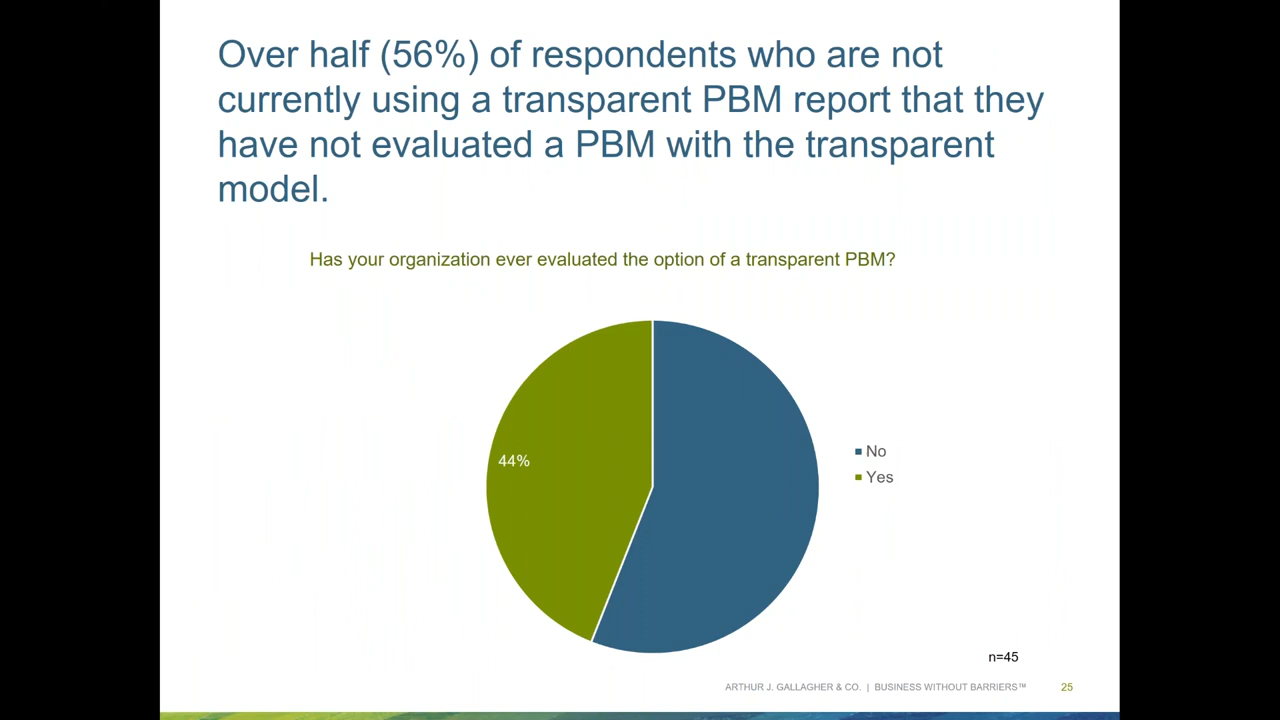 Over half (56%) of respondents who are not
currently using a transparent PBM report that they
have not evaluated a PBM with the transparent
model.
Has your organization ever evaluated the option of a transparent PBM?
44%
No
Yes
n=45
ARTHUR J. GALLAGHER & CO. | BUSINESS WITHOUT BARRIERS™
25